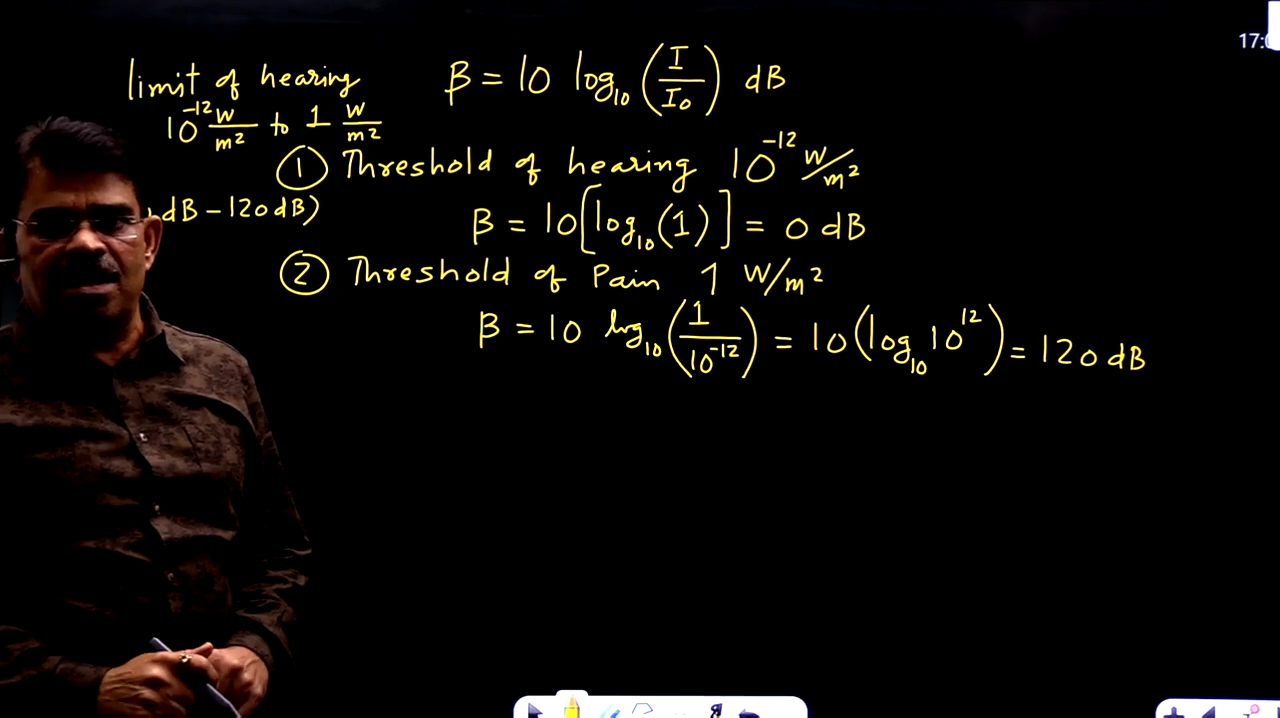 limit of hearing
β = 10 log₁₀ (I/I₀) dB
10⁻¹² W/m² to 1 W/m²
① Threshold of hearing 10⁻¹² W/m²
dB – 120 dB)
β = 10[log₁₀(1)] = 0 dB
② Threshold of Pain 1 W/m²
β = 10 log₁₀(1/10⁻¹²) = 10(log₁₀ 10¹²) = 120 dB